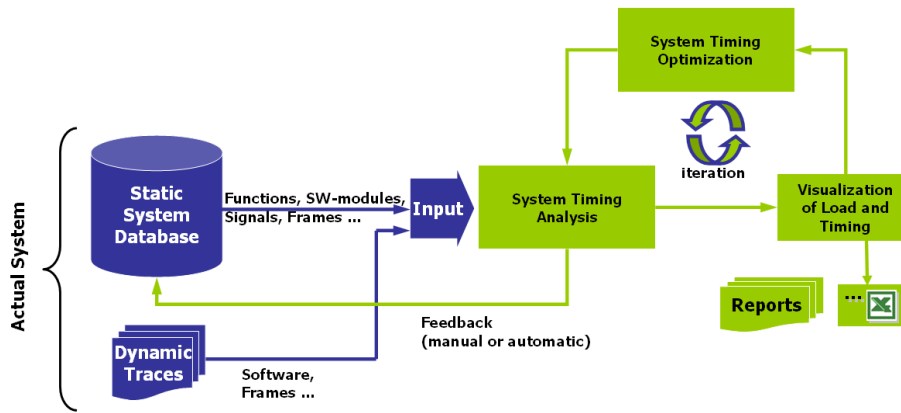 System Timing
Optimization
iteration
Actual System
Static
System
Database
Functions, SW-modules,
Signals, Frames ...
Input
System Timing
Analysis
Visualization
of Load and
Timing
Feedback
(manual or automatic)
Reports
...
X
Dynamic
Traces
Software,
Frames ...